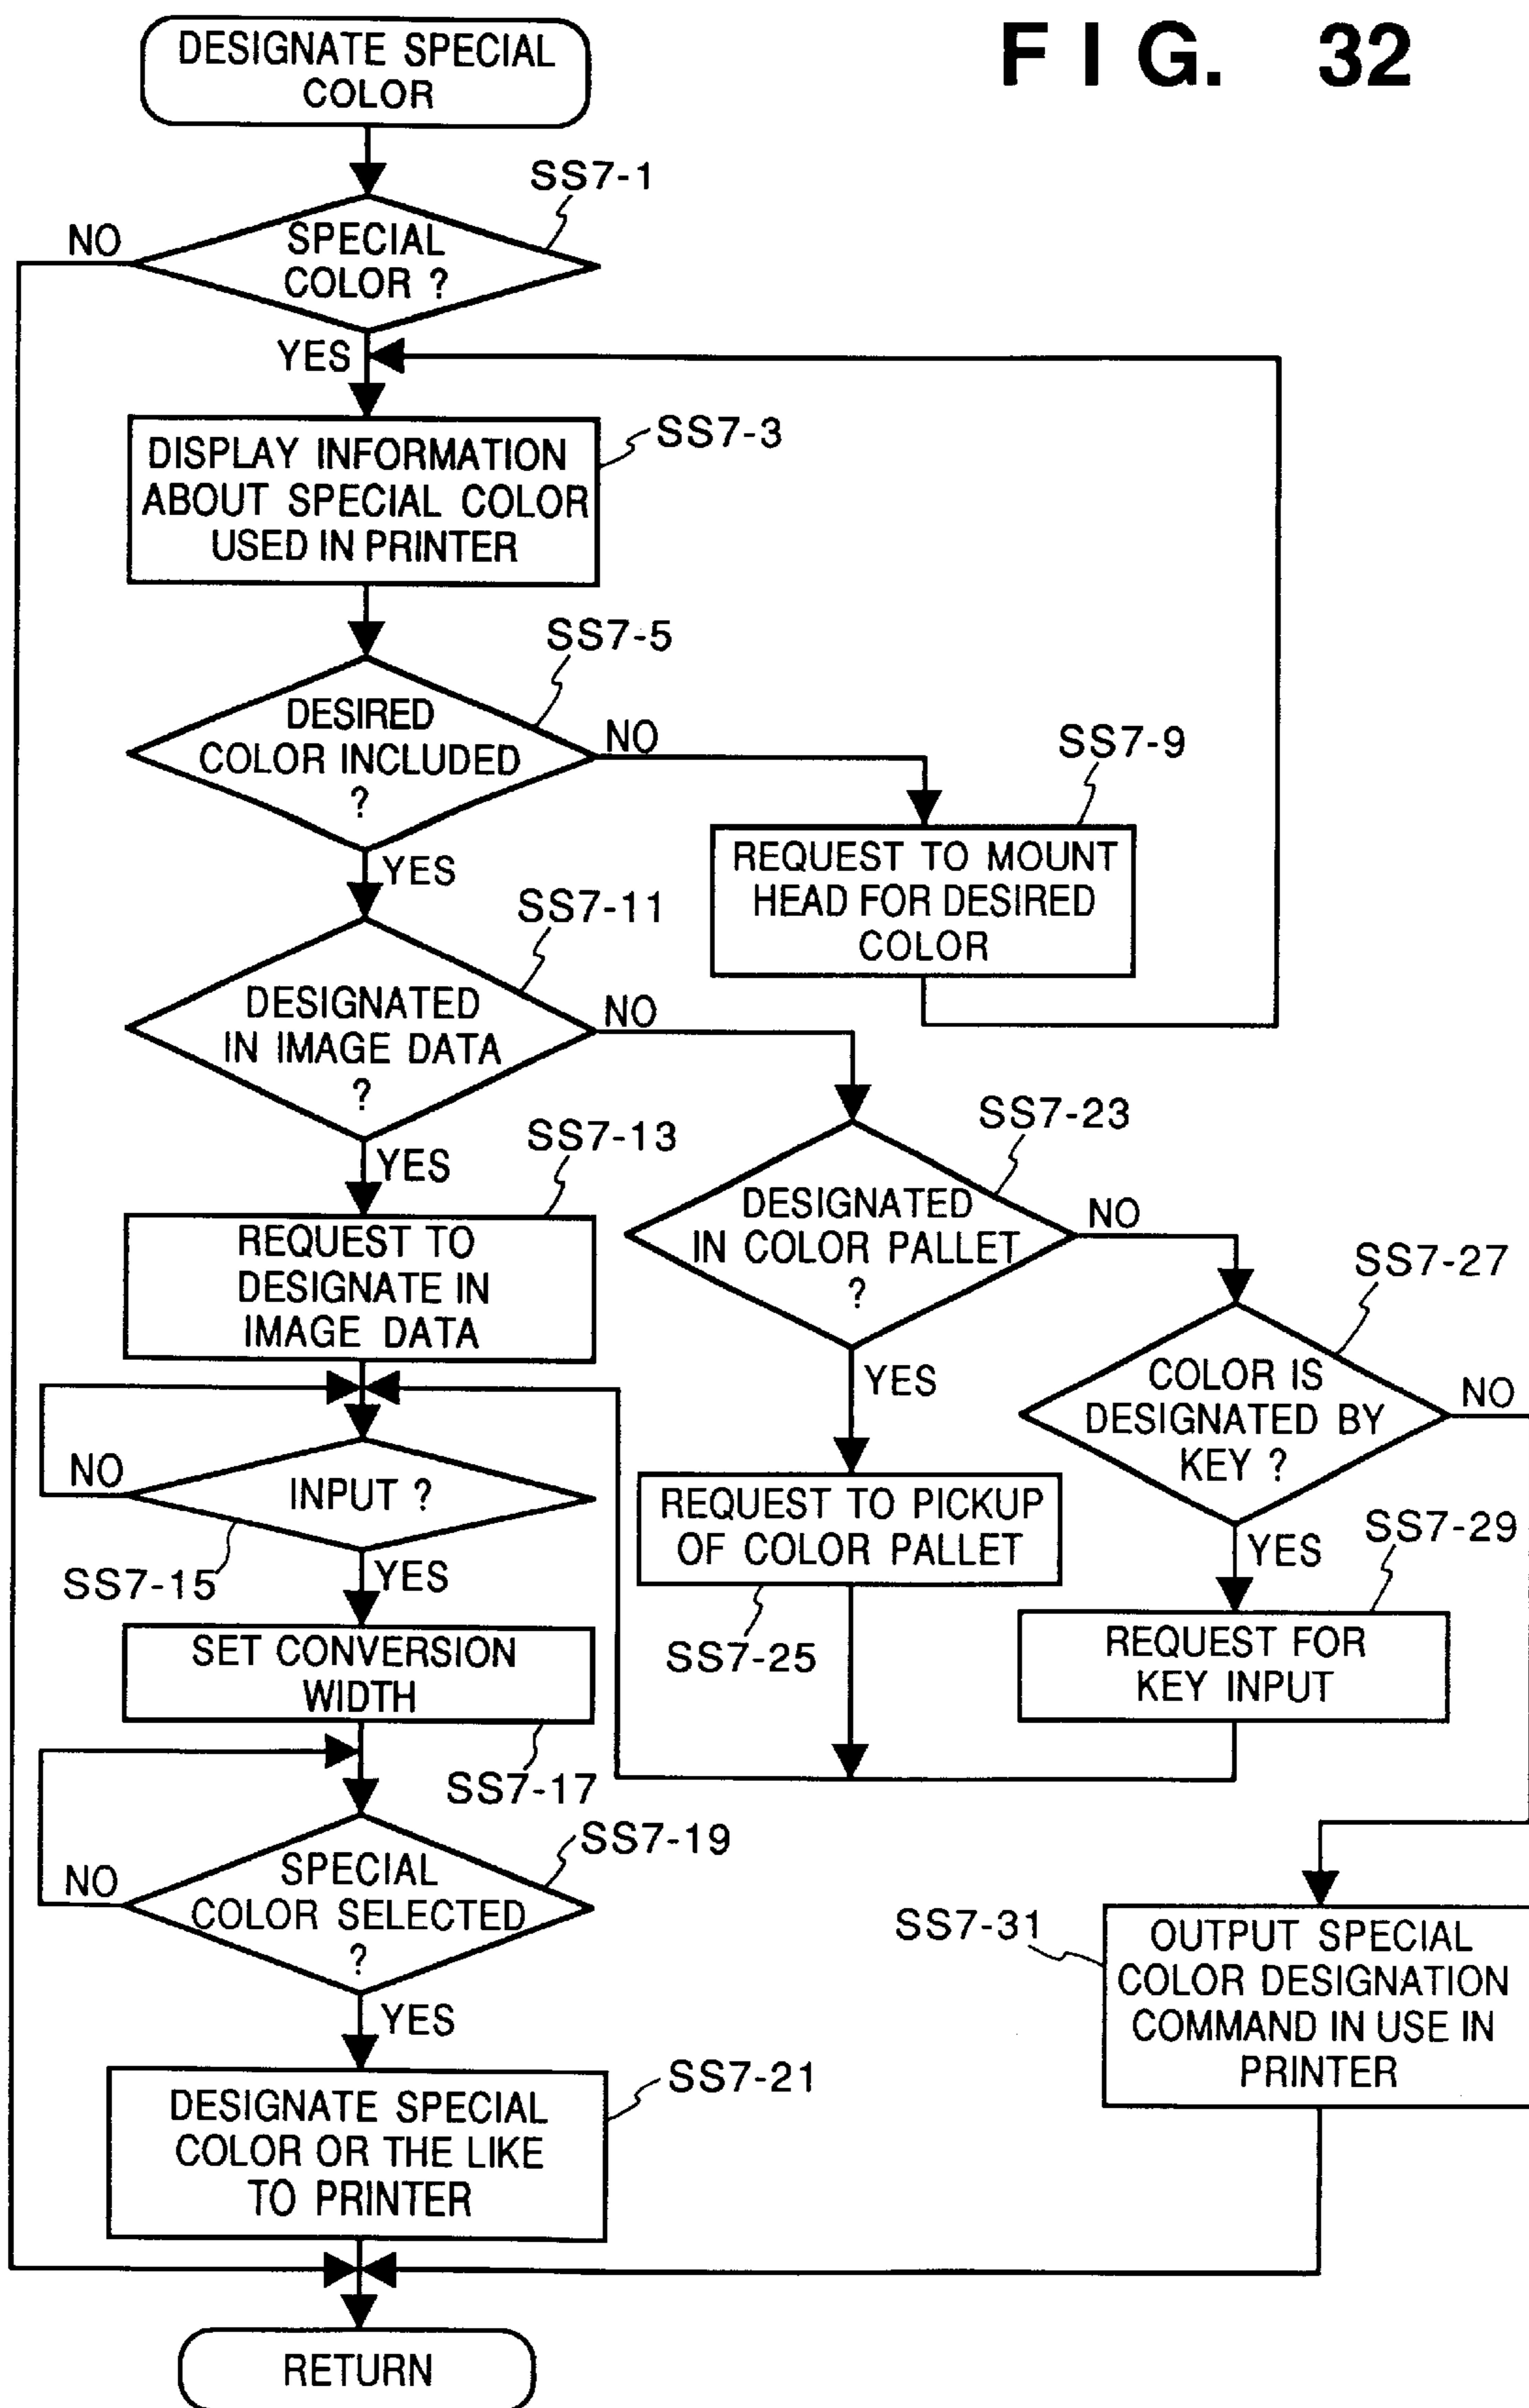 FIG. 32
DESIGNATE SPECIAL
COLOR
SS7-1
NO
SPECIAL
COLOR ?
YES
SS7-3
DISPLAY INFORMATION
ABOUT SPECIAL COLOR
USED IN PRINTER
SS7-5
DESIRED
COLOR INCLUDED
?
NO
SS7-9
REQUEST TO MOUNT
HEAD FOR DESIRED
COLOR
YES
SS7-11
DESIGNATED
IN IMAGE DATA
?
NO
YES
SS7-13
REQUEST TO
DESIGNATE IN
IMAGE DATA
SS7-23
DESIGNATED
IN COLOR PALLET
?
NO
YES
SS7-27
COLOR IS
DESIGNATED BY
KEY ?
NO
YES
INPUT ?
NO
SS7-15
YES
REQUEST TO PICKUP
OF COLOR PALLET
SS7-25
SS7-29
REQUEST FOR
KEY INPUT
SET CONVERSION
WIDTH
SS7-17
SS7-19
SPECIAL
COLOR SELECTED
?
NO
YES
SS7-31
OUTPUT SPECIAL
COLOR DESIGNATION
COMMAND IN USE IN
PRINTER
SS7-21
DESIGNATE SPECIAL
COLOR OR THE LIKE
TO PRINTER
RETURN